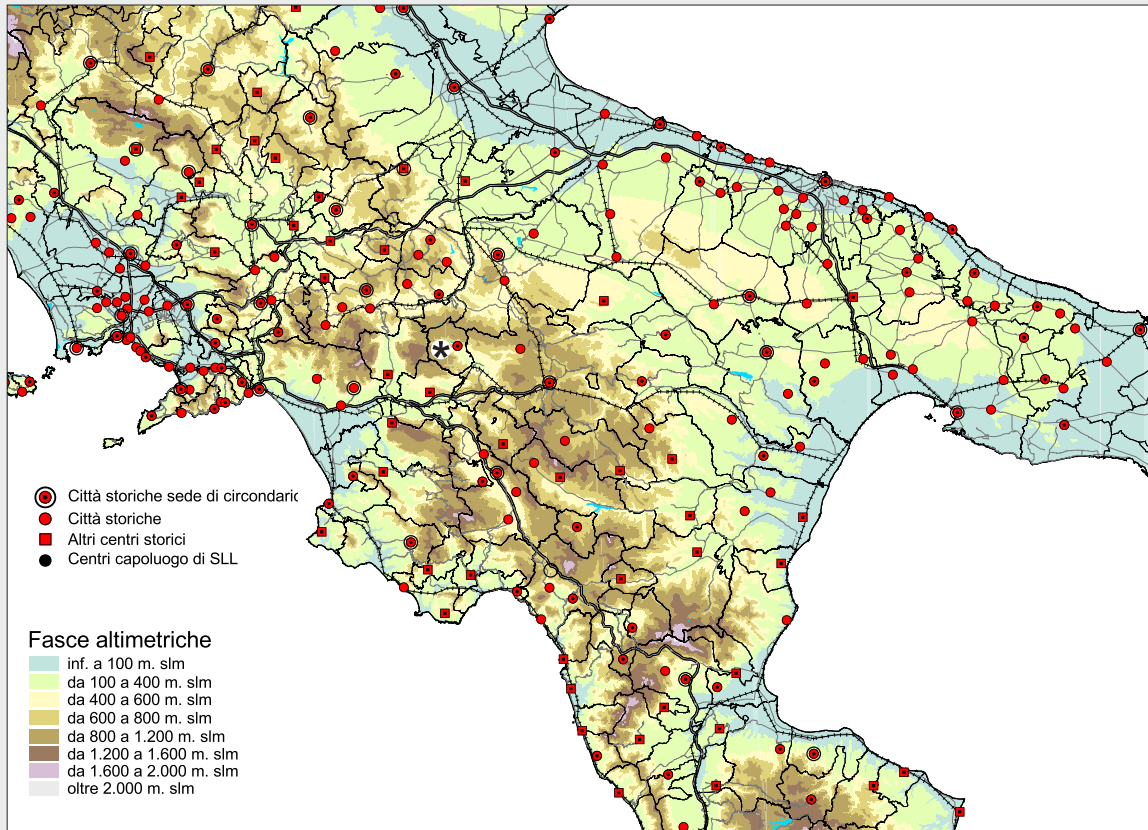 *
Città storiche sede di circondaric
Città storiche
Altri centri storici
Centri capoluogo di SLL
Fasce altimetriche
inf. a 100 m. slm
da 100 a 400 m. slm
da 400 a 600 m. slm
da 600 a 800 m. slm
da 800 a 1.200 m. slm
da 1.200 a 1.600 m. slm
da 1.600 a 2.000 m. slm
oltre 2.000 m. slm